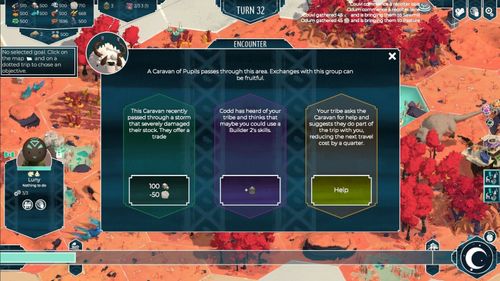 TURN 32
ENCOUNTER
A Caravan of Pupils passes through this area. Exchanges with this group can
be fruitful.
No selected goal. Click on
the map and on a
dotted trip to chose an
objective.
This Caravan recently
passed through a storm
that severely damaged
their stock. They offer a
trade
100
-50
Codd has heard of your
tribe and thinks that
maybe you could use a
Builder 2's skills.
+
Your tribe asks the
Caravan for help and
suggests they do part of
the trip with you,
reducing the next travel
cost by a quarter.
Help
Luny
Nothing to do
3/3